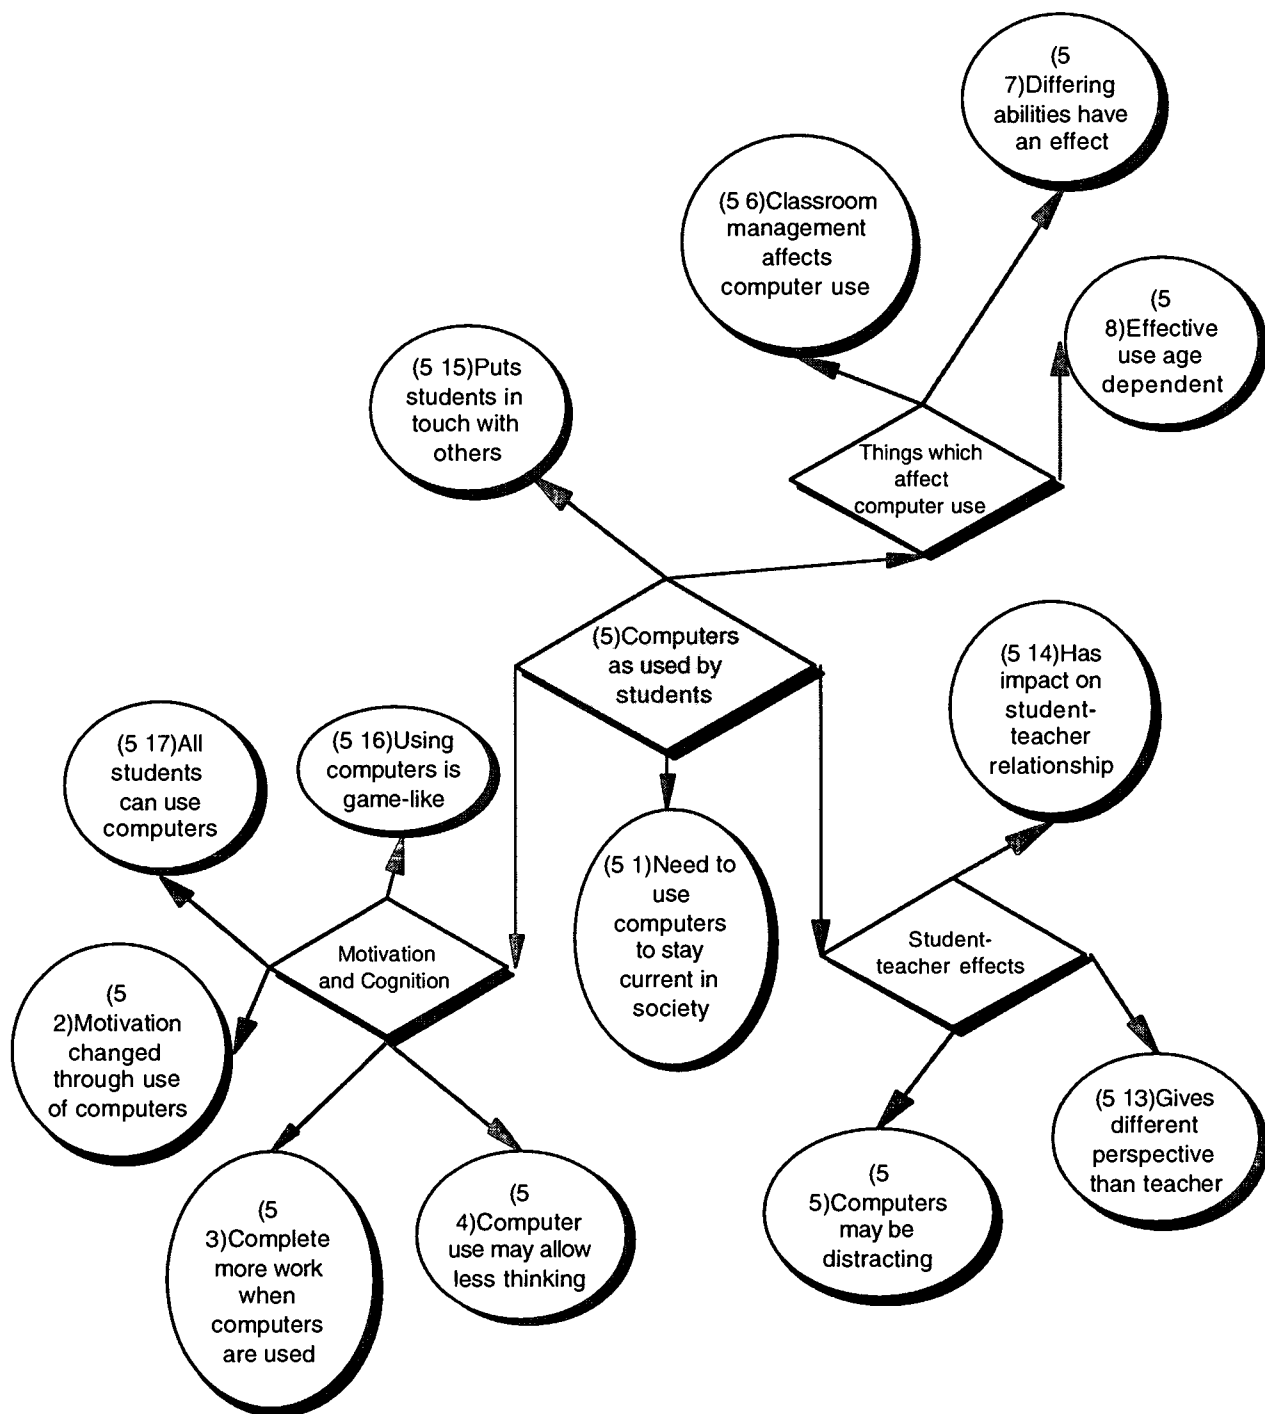 (5
7)Differing
abilities have
an effect
(5 6)Classroom
management
affects
computer use
(5
8)Effective
use age
dependent
(5 15)Puts
students in
touch with
others
Things which
affect
computer use
(5)Computers
as used by
students
(5 14)Has
impact on
student-
teacher
relationship
(5 17)All
students
can use
computers
(5 16)Using
computers is
game-like
(5 1)Need to
use
computers
to stay
current in
society
Motivation
and Cognition
Student-
teacher effects
(5
2)Motivation
changed
through use
of computers
(5 13)Gives
different
perspective
than teacher
(5
3)Complete
more work
when
computers
are used
(5
4)Computer
use may allow
less thinking
(5
5)Computers
may be
distracting